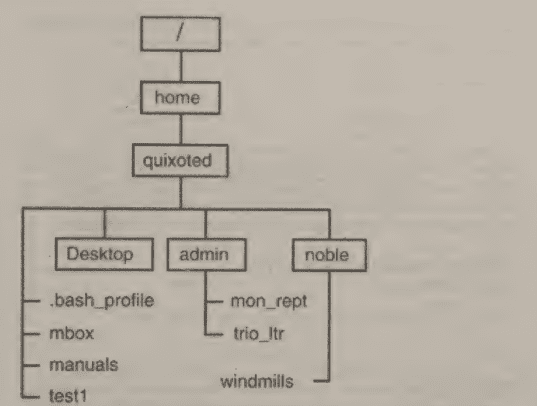 /
home
quixoted
Desktop admin noble
.bash_profile mon_rept
mbox trio_ltr
manuals
windmills
test1